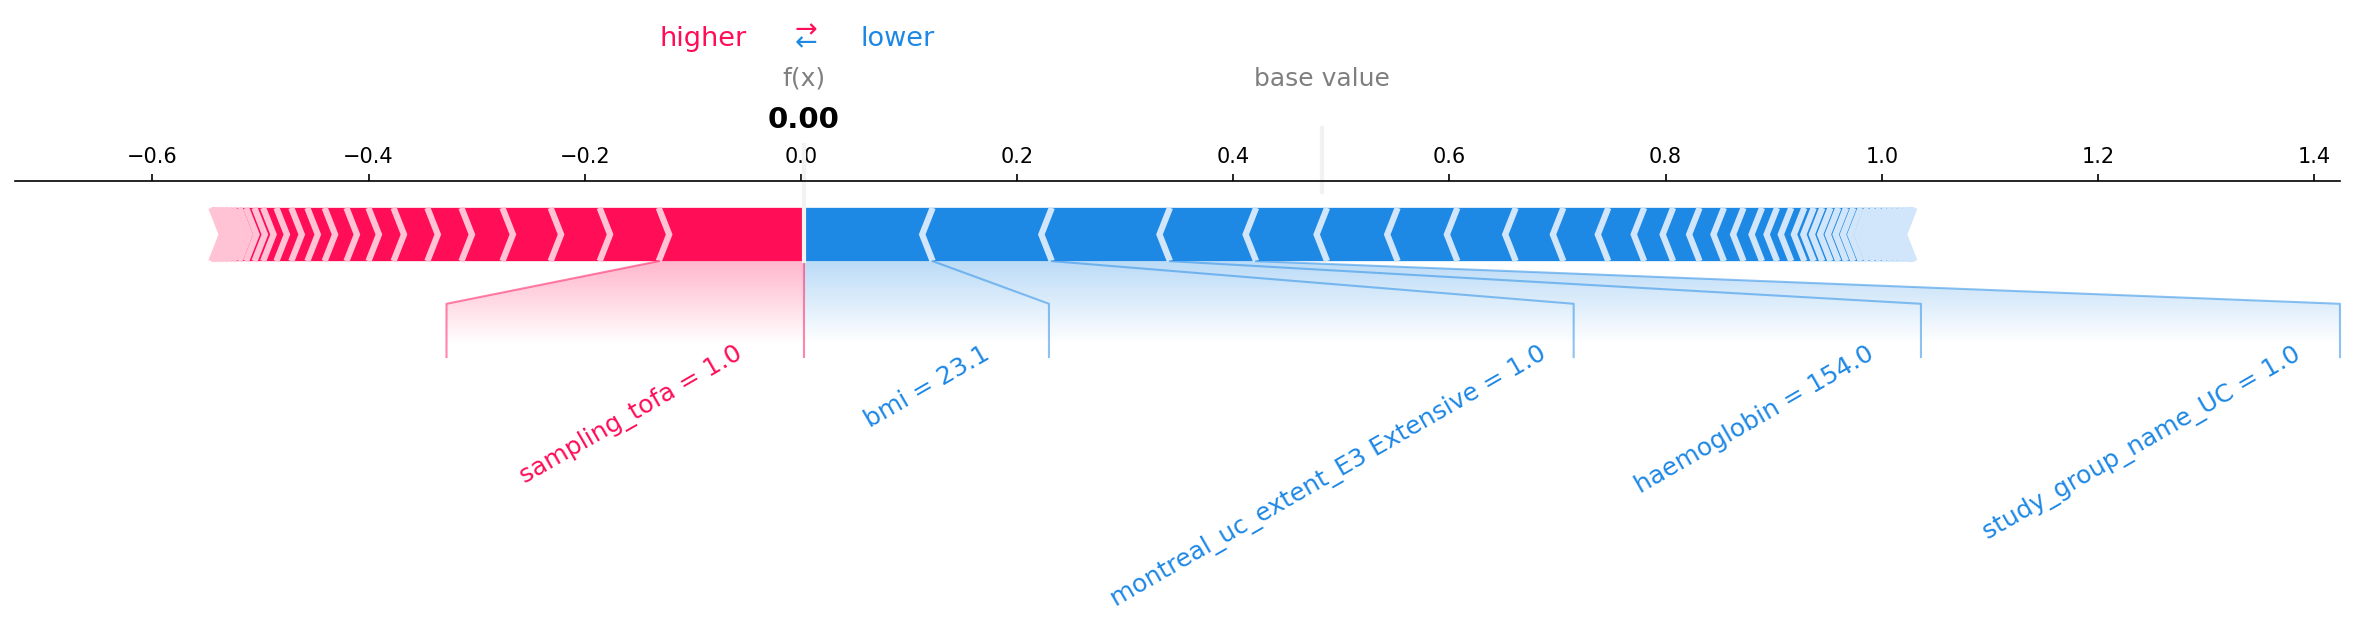 higher ⇄ lower
f(x) base value
0.00
−0.6 −0.4 −0.2 0.0 0.2 0.4 0.6 0.8 1.0 1.2 1.4
sampling_tofa = 1.0
bmi = 23.1
montreal_uc_extent_E3 Extensive = 1.0
haemoglobin = 154.0
study_group_name_UC = 1.0